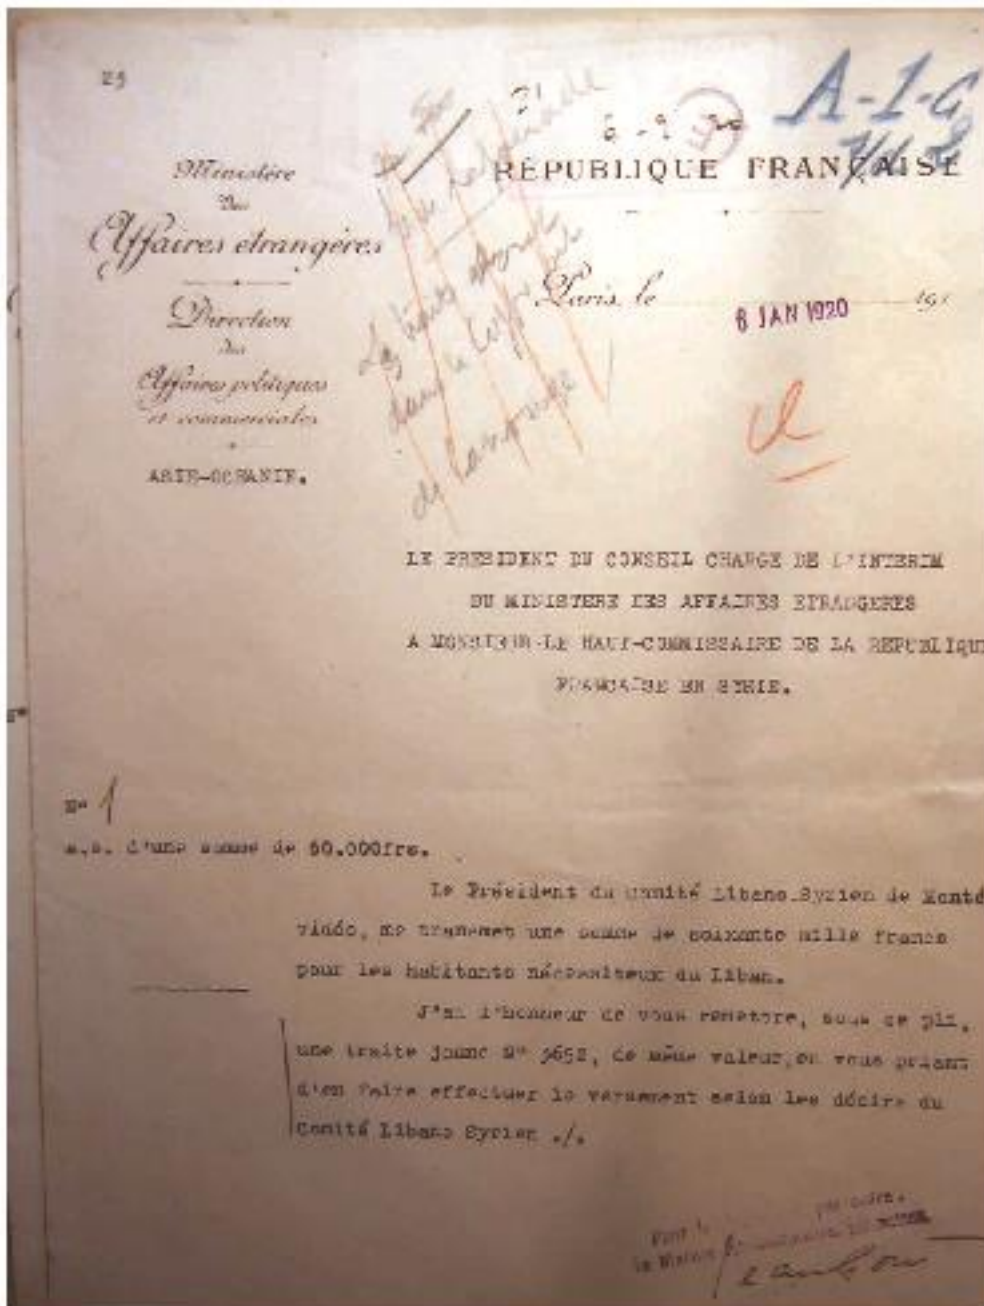 A-1-G
RÉPUBLIQUE FRANÇAISE
Ministère
des
Affaires etrangères
Direction
des
Affaires politiques
et commerciales
ASIE-OCEANIE.
Paris, le 6 JAN 1920 191
LE PRESIDENT DU CONSEIL CHARGE DE L'INTERIM
DU MINISTERE DES AFFAIRES ETRANGERES
A MONSIEUR LE HAUT-COMMISSAIRE DE LA REPUBLIQUE
FRANCAISE EN SYRIE.
N° 1
a.s. d'une somme de 60.000frs.
Le Président du Comité Libano.Syrien de Monté
vidéo, me transmet une somme de soixante mille francs
pour les habitants nécessiteux du Liban.
J'ai l'honneur de vous remettre, sous ce pli,
une traite jaune N° 5652, de même valeur, en vous priant
d'en faire effectuer le versement selon les désirs du
Comité Libano Syrien ./.